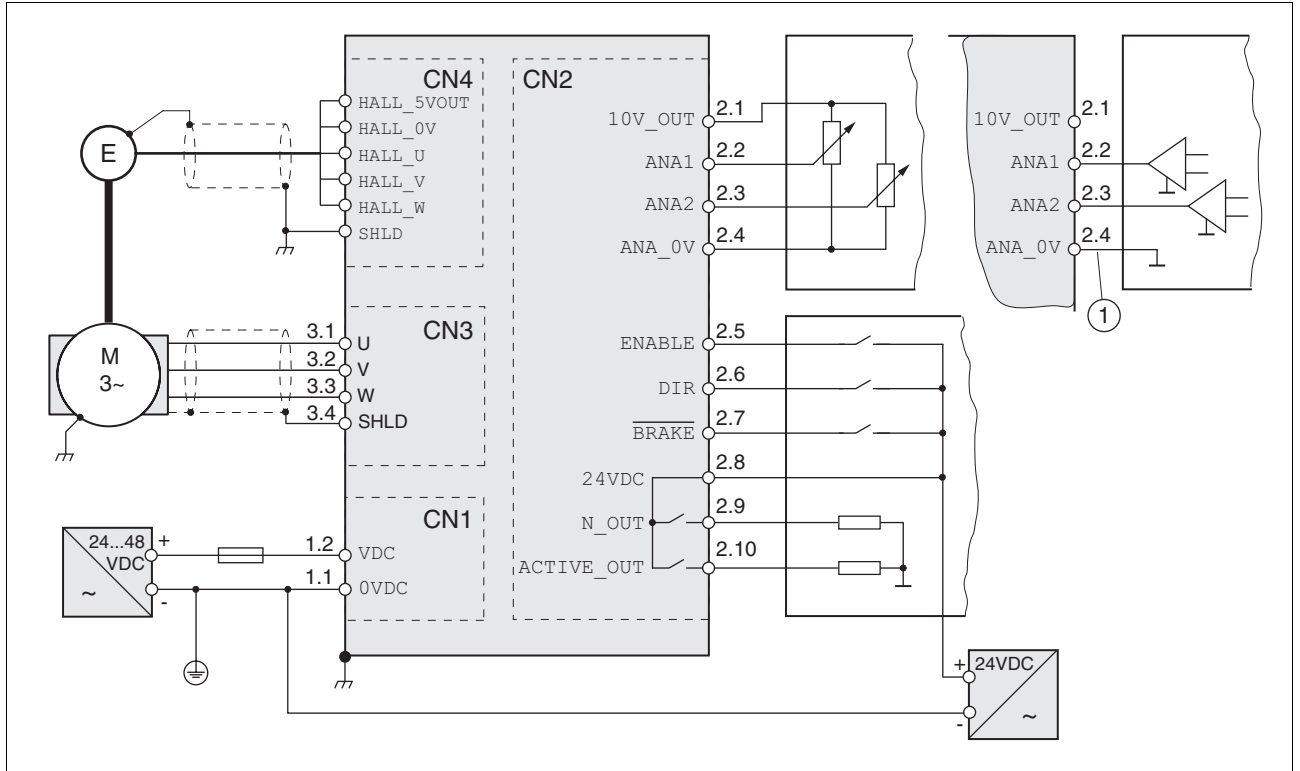 CN4
HALL_5VOUT
HALL_0V
HALL_U
HALL_V
HALL_W
SHLD
E
CN2
10V_OUT
2.1
ANA1
2.2
ANA2
2.3
ANA_0V
2.4
10V_OUT
2.1
ANA1
2.2
ANA2
2.3
ANA_0V
2.4
1
M
3~
CN3
3.1
U
3.2
V
3.3
W
3.4
SHLD
ENABLE
2.5
DIR
2.6
BRAKE
2.7
24VDC
2.8
N_OUT
2.9
ACTIVE_OUT
2.10
CN1
24...48
VDC
~
+
-
1.2
VDC
1.1
0VDC
+
24VDC
-
~